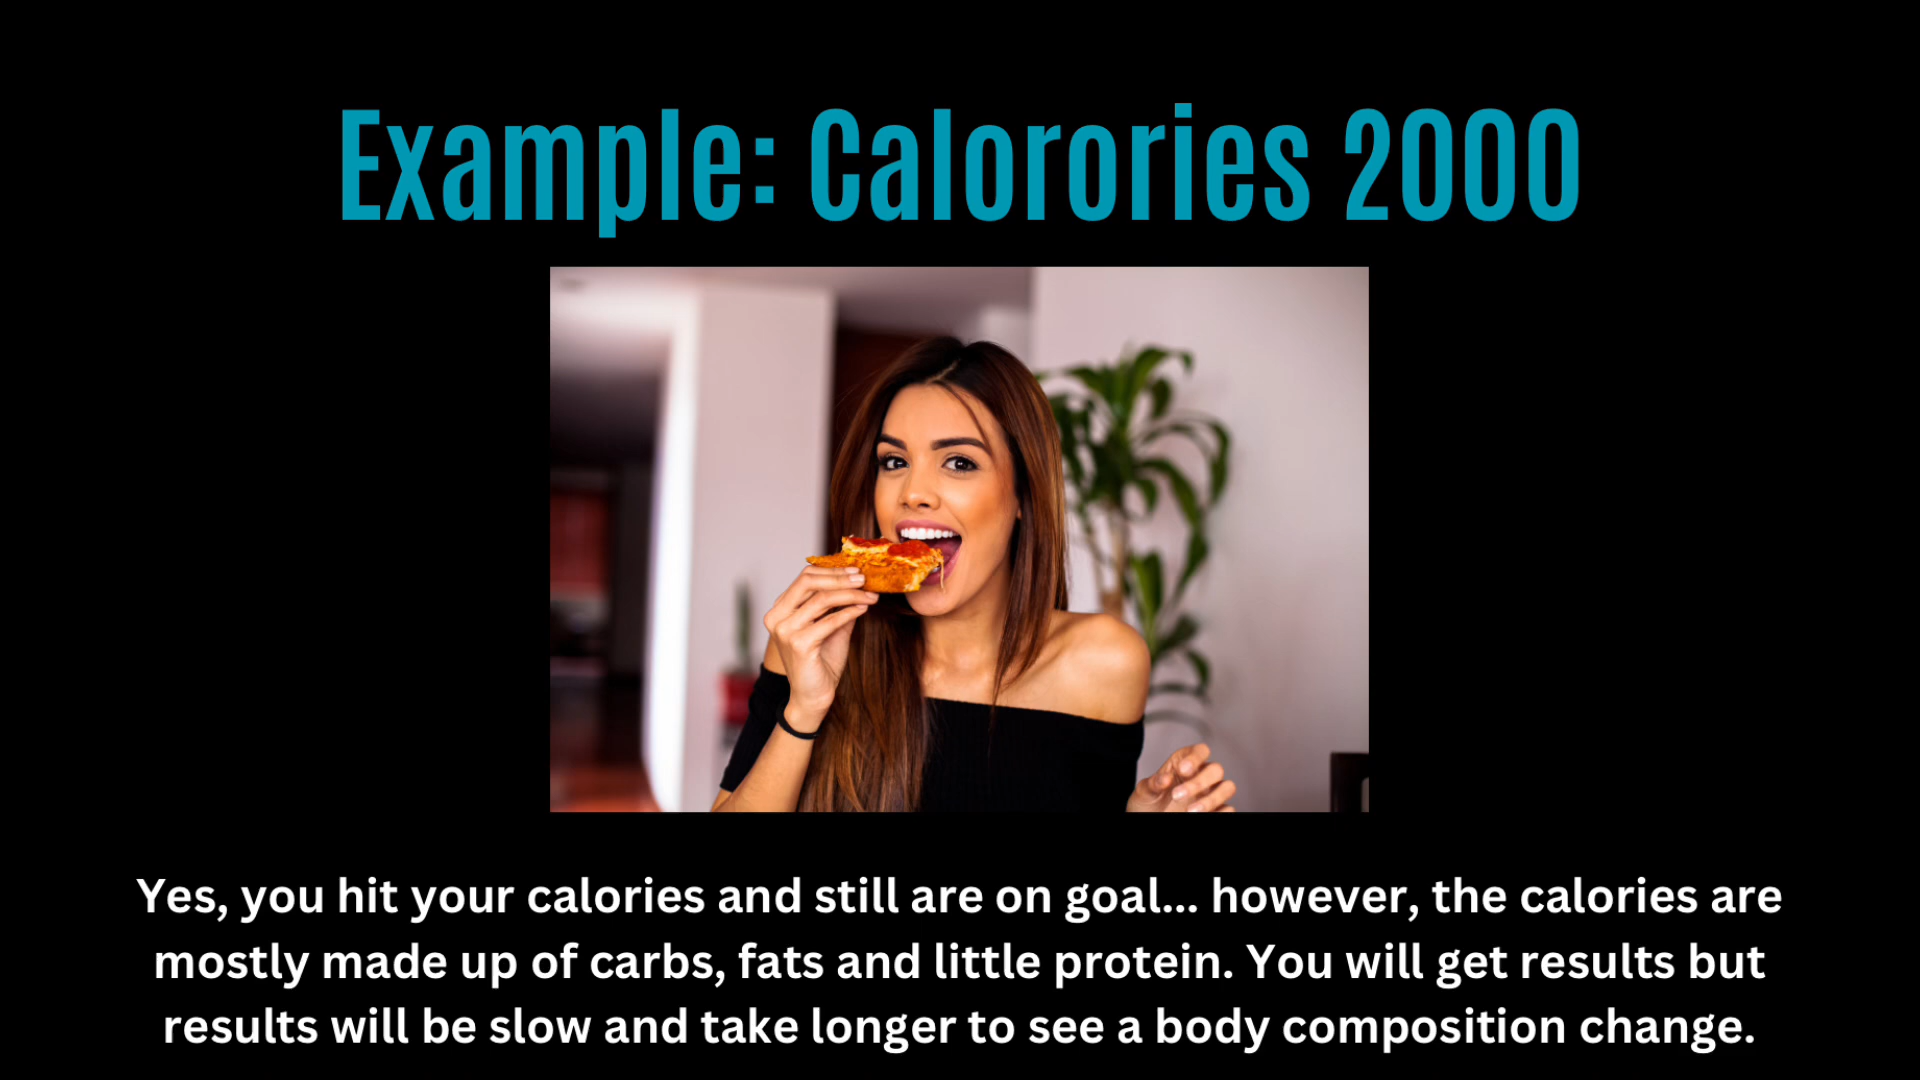 Example: Calorories 2000
Yes, you hit your calories and still are on goal... however, the calories are
mostly made up of carbs, fats and little protein. You will get results but
results will be slow and take longer to see a body composition change.